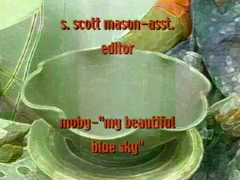 s. scott mason-asst.
editor
moby-"my beautiful
blue sky"